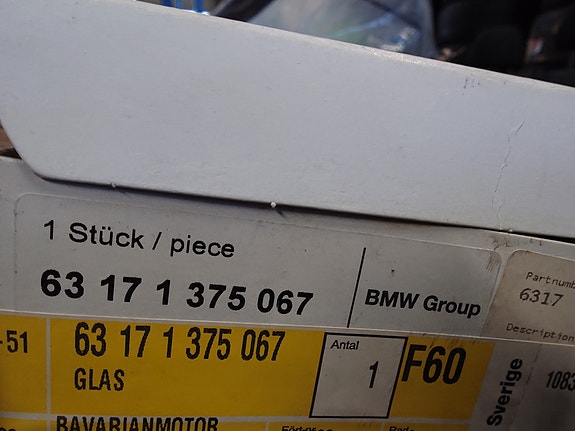 1 Stück / piece
63 17 1 375 067
BMW Group
Partnumb
6317
Description
-51
63 17 1 375 067
GLAS
Antal
1
F60
Sverige
1083
BAVARIANMOTOR